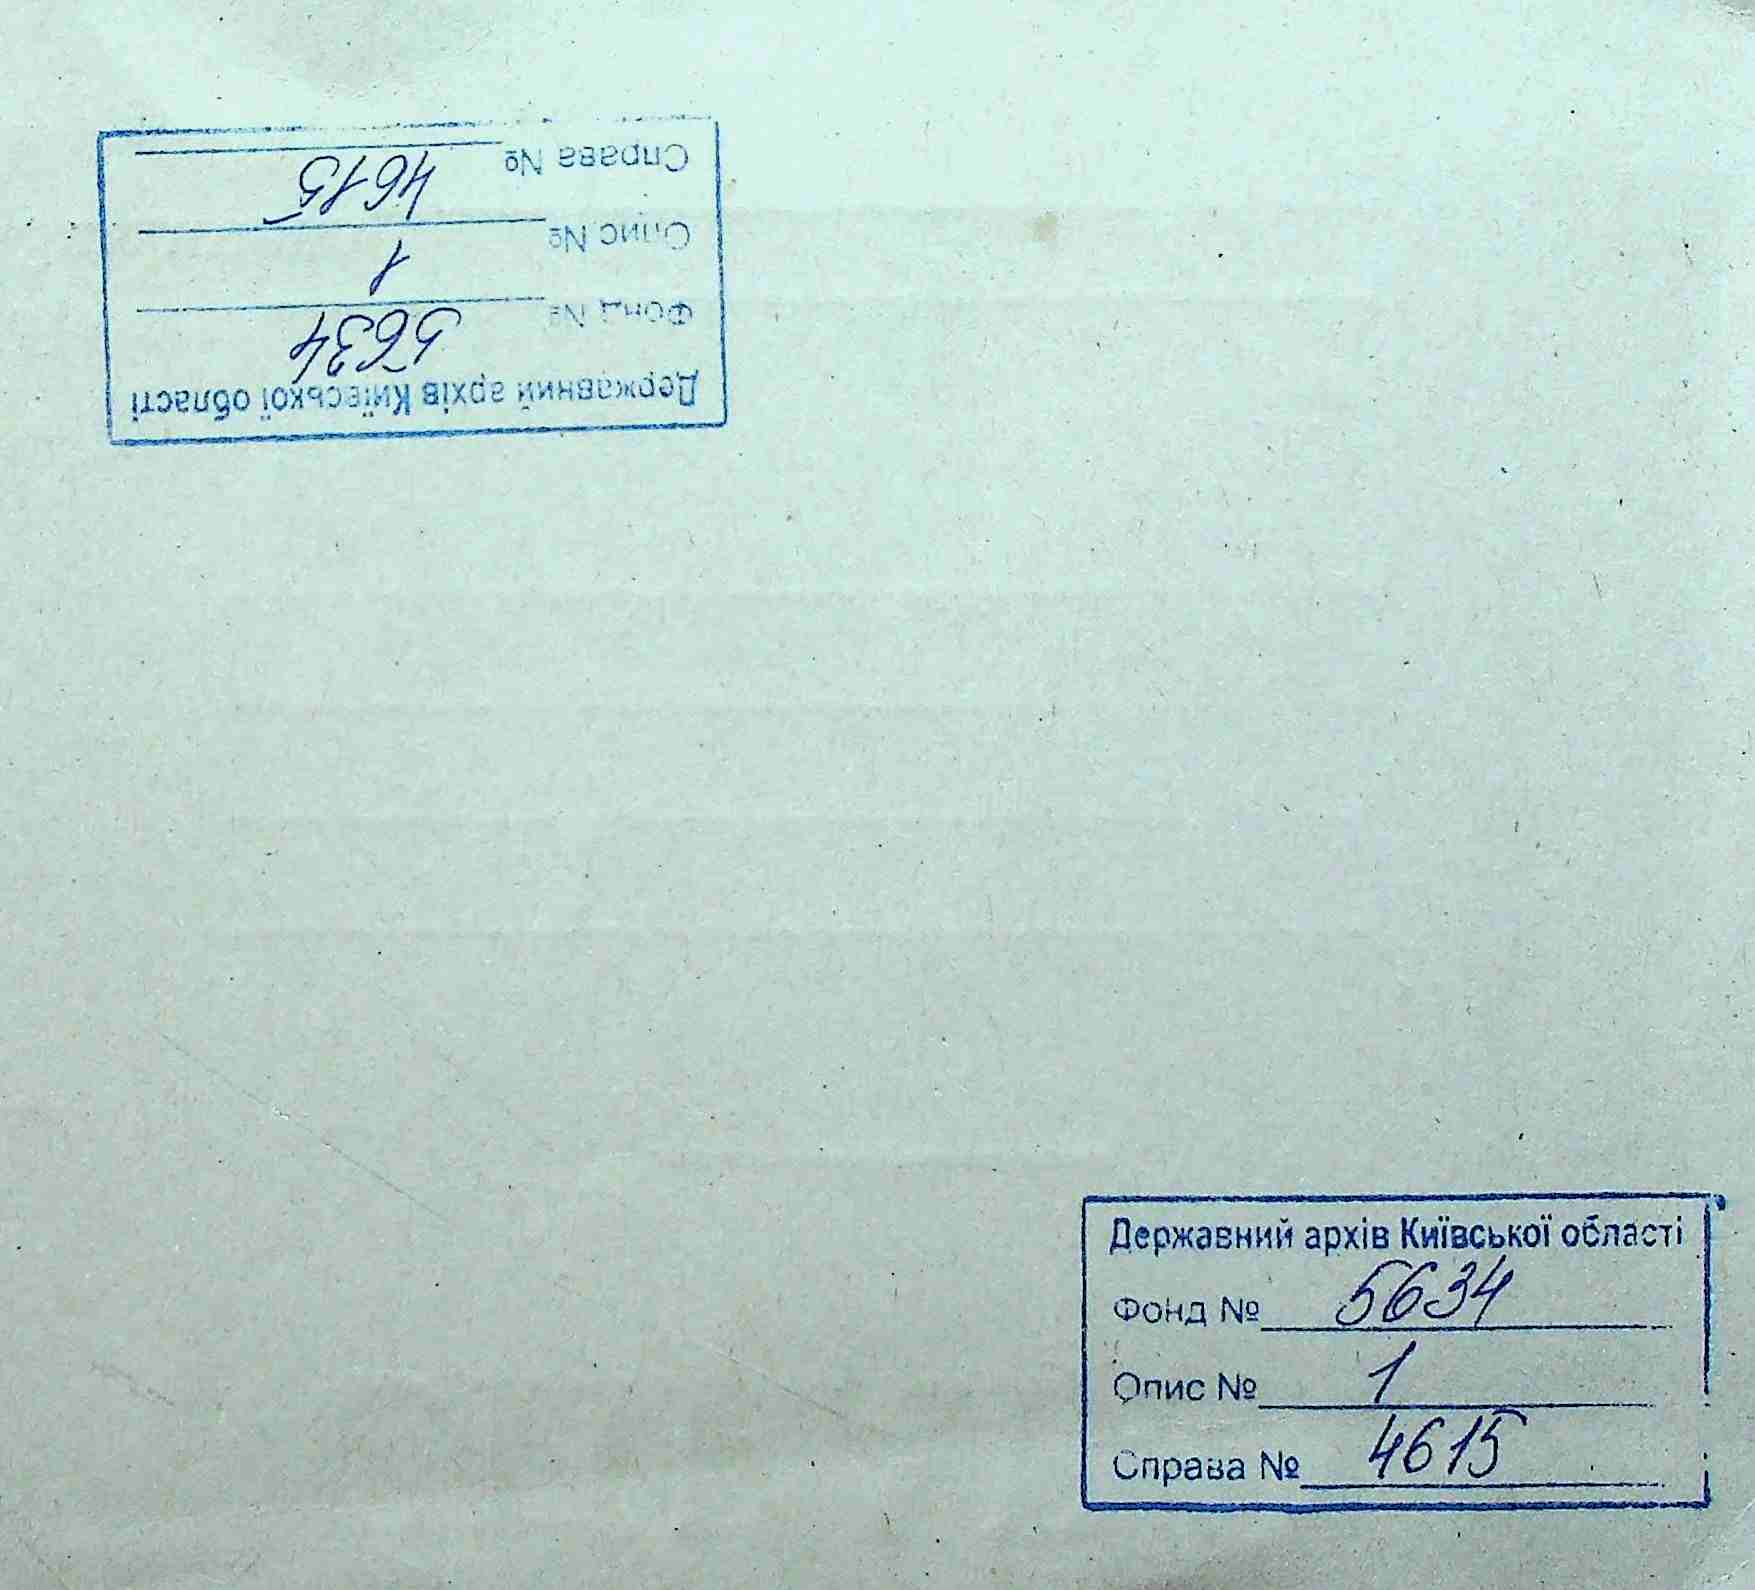 Державний архів Київської області
Фонд № 5634
Опис № 1
Справа № 4615
Державний архів Київської області
Фонд № 5634
Опис № 1
Справа № 4615